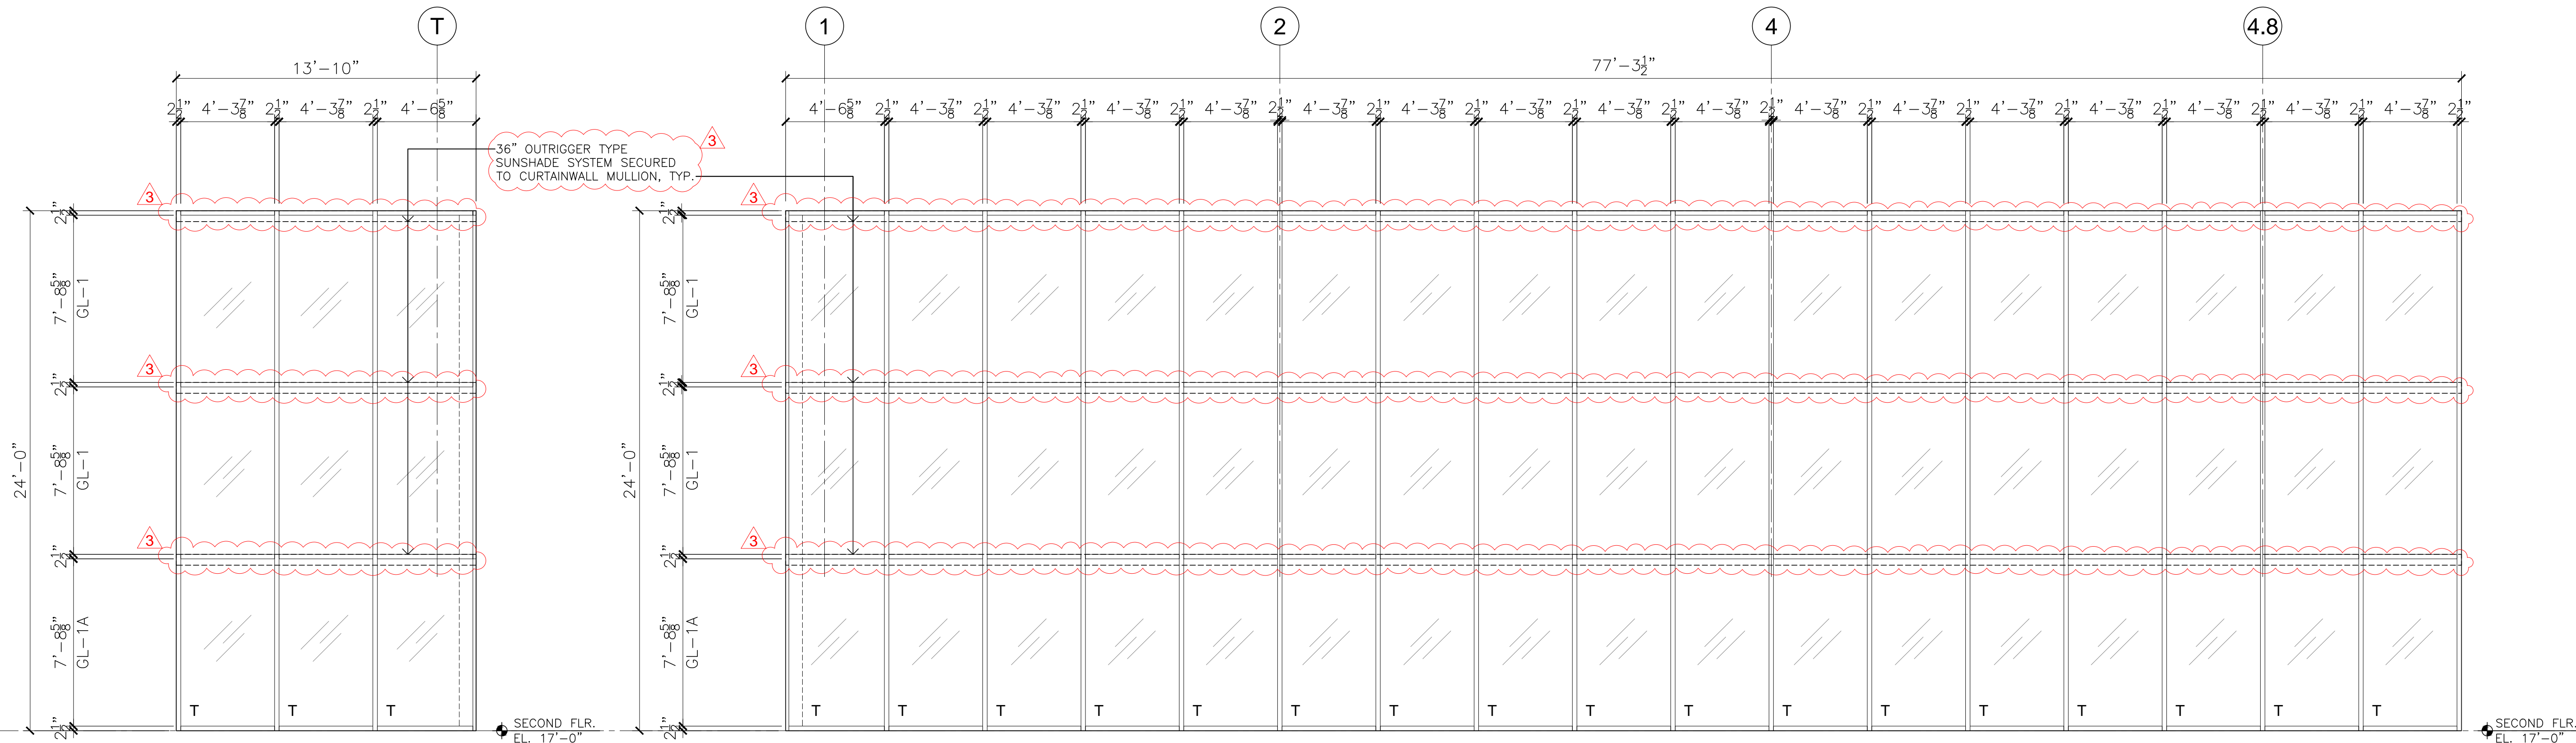 T 1 2 4 4.8
13'-10" 77'-3½"
2½" 4'-3⅞" 2½" 4'-3⅞" 2½" 4'-6⅝"
4'-6⅝" 2½" 4'-3⅞" 2½" 4'-3⅞" 2½" 4'-3⅞" 2½" 4'-3⅞" 2½" 4'-3⅞" 2½" 4'-3⅞" 2½" 4'-3⅞" 2½" 4'-3⅞" 2½" 4'-3⅞" 2½" 4'-3⅞" 2½" 4'-3⅞" 2½" 4'-3⅞" 2½" 4'-3⅞" 2½" 4'-3⅞" 2½" 4'-3⅞" 2½" 4'-3⅞" 2½"
36" OUTRIGGER TYPE
SUNSHADE SYSTEM SECURED
TO CURTAINWALL MULLION, TYP.
3
24'-0"
3
2½"
7'-8⅝"
GL-1
3
2½"
7'-8⅝"
GL-1
3
2½"
7'-8⅝"
GL-1A
2½"
T T T
SECOND FLR.
EL. 17'-0"
24'-0"
3
2½"
7'-8⅝"
GL-1
3
2½"
7'-8⅝"
GL-1
3
2½"
7'-8⅝"
GL-1A
2½"
T T T T T T T T T T T T T T T T T
SECOND FLR.
EL. 17'-0"